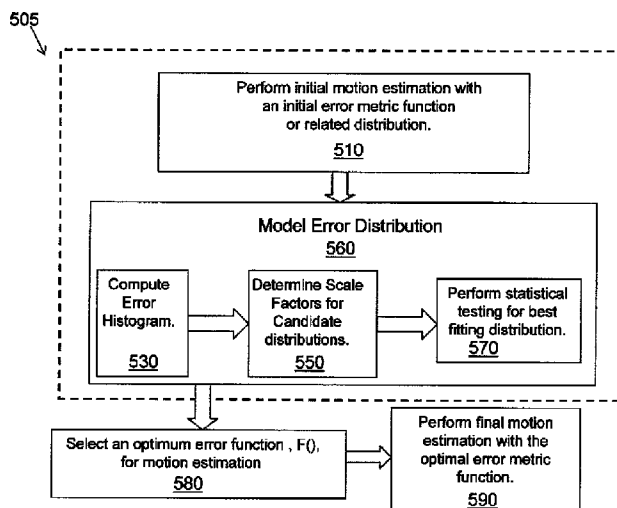 505
Perform initial motion estimation with
an initial error metric function
or related distribution.
510
Model Error Distribution
560
Compute
Error
Histogram.
530
Determine Scale
Factors for
Candidate
distributions.
550
Perform statistical
testing for best
fitting distribution.
570
Select an optimum error function , F(),
for motion estimation
580
Perform final motion
estimation with the
optimal error metric
function.
590